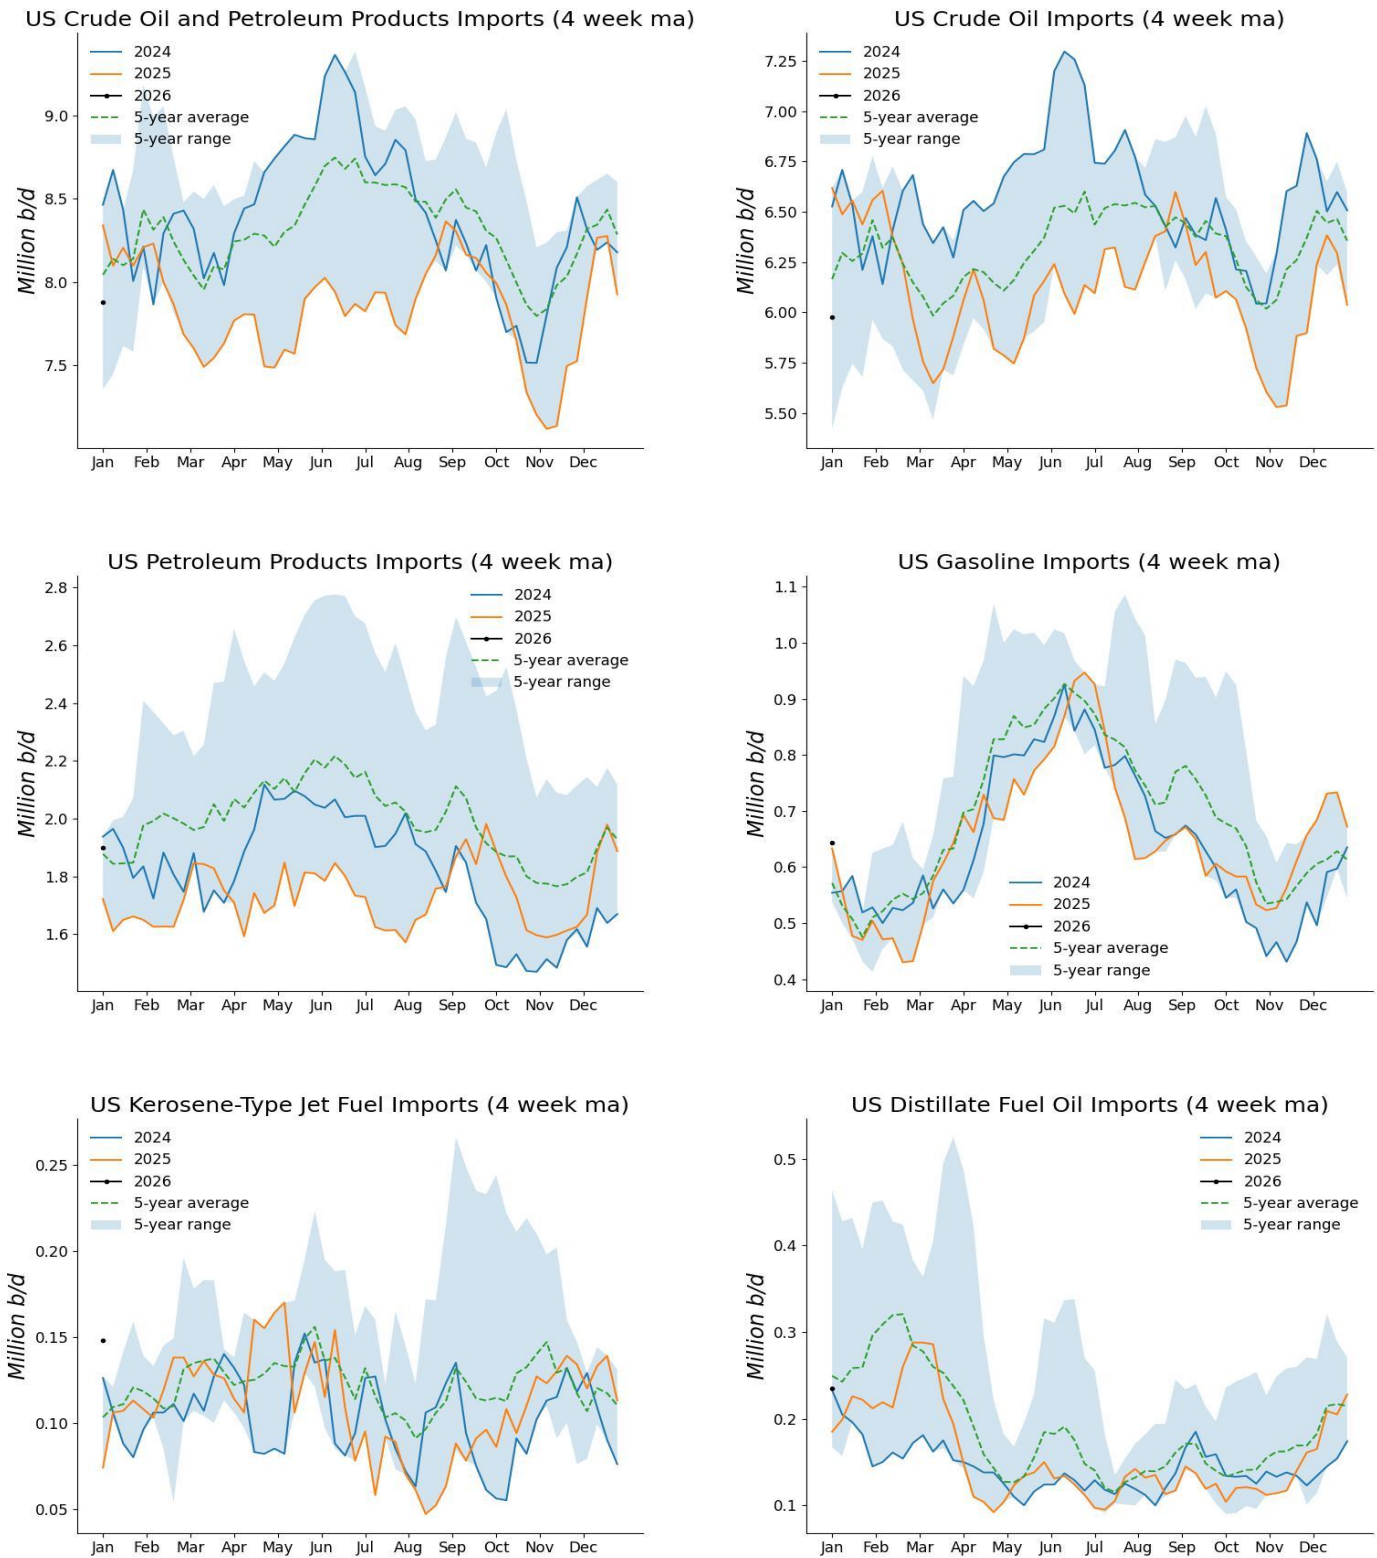 US Crude Oil and Petroleum Products Imports (4 week ma)
2024
2025
2026
5-year average
5-year range
Million b/d
9.0
8.5
8.0
7.5
Jan Feb Mar Apr May Jun Jul Aug Sep Oct Nov Dec
US Crude Oil Imports (4 week ma)
2024
2025
2026
5-year average
5-year range
Million b/d
7.25
7.00
6.75
6.50
6.25
6.00
5.75
5.50
Jan Feb Mar Apr May Jun Jul Aug Sep Oct Nov Dec
US Petroleum Products Imports (4 week ma)
2024
2025
2026
5-year average
5-year range
Million b/d
2.8
2.6
2.4
2.2
2.0
1.8
1.6
Jan Feb Mar Apr May Jun Jul Aug Sep Oct Nov Dec
US Gasoline Imports (4 week ma)
2024
2025
2026
5-year average
5-year range
Million b/d
1.1
1.0
0.9
0.8
0.7
0.6
0.5
0.4
Jan Feb Mar Apr May Jun Jul Aug Sep Oct Nov Dec
US Kerosene-Type Jet Fuel Imports (4 week ma)
2024
2025
2026
5-year average
5-year range
Million b/d
0.25
0.20
0.15
0.10
0.05
Jan Feb Mar Apr May Jun Jul Aug Sep Oct Nov Dec
US Distillate Fuel Oil Imports (4 week ma)
2024
2025
2026
5-year average
5-year range
Million b/d
0.5
0.4
0.3
0.2
0.1
Jan Feb Mar Apr May Jun Jul Aug Sep Oct Nov Dec